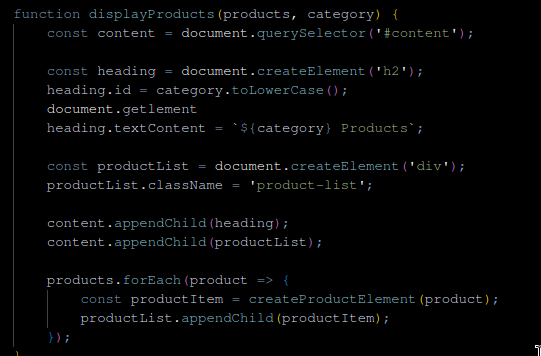 function displayProducts(products, category) {
const content = document.querySelector('#content');
const heading = document.createElement('h2');
heading.id = category.toLowerCase();
document.getlement
heading.textContent = `${category} Products`;
const productList = document.createElement('div');
productList.className = 'product-list';
content.appendChild(heading);
content.appendChild(productList);
products.forEach(product => {
const productItem = createProductElement(product);
productList.appendChild(productItem);
});
}